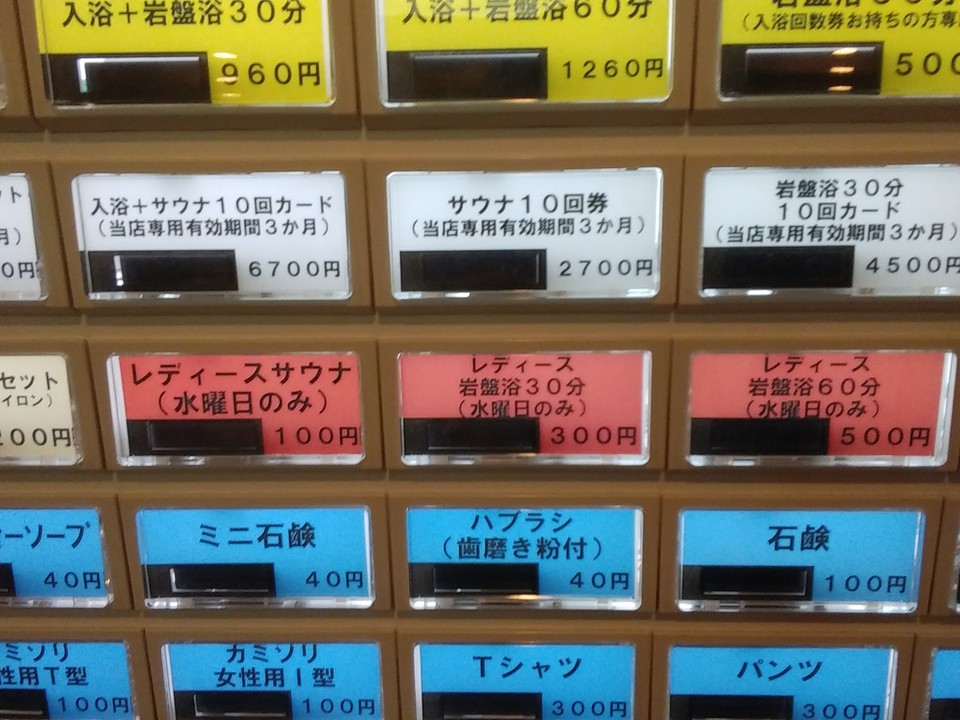 入浴＋岩盤浴３０分
９６０円
入浴＋岩盤浴６０分
１２６０円
（入浴回数券お持ちの方専
５００
ット
月）
０円
入浴＋サウナ１０回カード
（当店専用有効期間３か月）
６７００円
サウナ１０回券
（当店専用有効期間３か月）
２７００円
岩盤浴３０分
１０回カード
（当店専用有効期間３か月）
４５００円
セット
イロン）
２００円
レディースサウナ
（水曜日のみ）
１００円
レディース
岩盤浴３０分
（水曜日のみ）
３００円
レディース
岩盤浴６０分
（水曜日のみ）
５００円
ーソープ
４０円
ミニ石鹸
４０円
ハブラシ
（歯磨き粉付）
４０円
石鹸
１００円
ミソリ
性用Ｔ型
１００円
カミソリ
女性用Ｉ型
１００円
Ｔシャツ
３００円
パンツ
３００円